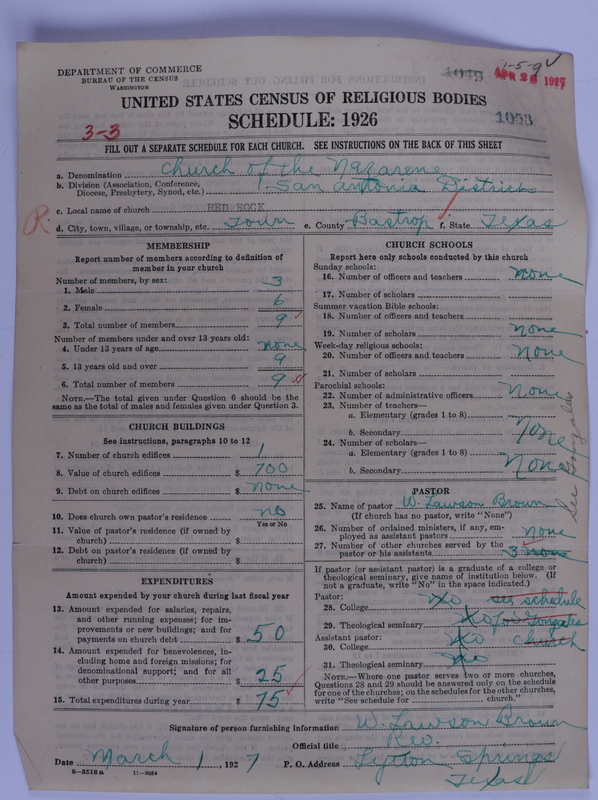 DEPARTMENT OF COMMERCE
BUREAU OF THE CENSUS
WASHINGTON
1-5-9
1049
APR 26 1927
UNITED STATES CENSUS OF RELIGIOUS BODIES
SCHEDULE: 1926
1053
3-3
FILL OUT A SEPARATE SCHEDULE FOR EACH CHURCH. SEE INSTRUCTIONS ON THE BACK OF THIS SHEET
a. Denomination Church of the Nazarene
b. Division (Association, Conference, Diocese, Presbytery, Synod, etc.) San Antonia District
c. Local name of church RED ROCK
R
d. City, town, village, or township, etc. Town e. County Bastrop f. State Texas
MEMBERSHIP
Report number of members according to definition of
member in your church
Number of members, by sex:
1. Male 3
2. Female 6
3. Total number of members 9
Number of members under and over 13 years old:
4. Under 13 years of age none
5. 13 years old and over 9
6. Total number of members 9
NOTE.—The total given under Question 6 should be
same as the total of males and females given under Question 3.
CHURCH BUILDINGS
See instructions, paragraphs 10 to 12
7. Number of church edifices 1
8. Value of church edifices $ 700
9. Debt on church edifices $ none
10. Does church own pastor's residence no
Yes or No
11. Value of pastor's residence (if owned by
church) $
12. Debt on pastor's residence (if owned by
church) $
EXPENDITURES
Amount expended by your church during last fiscal year
13. Amount expended for salaries, repairs,
and other running expenses; for im-
provements or new buildings; and for
payments on church debt $ 50
14. Amount expended for benevolences, in-
cluding home and foreign missions; for
denominational support; and for all
other purposes $ 25
15. Total expenditures during year $ 75
CHURCH SCHOOLS
Report here only schools conducted by this church
Sunday schools:
16. Number of officers and teachers none
17. Number of scholars
Summer vacation Bible schools:
18. Number of officers and teachers
19. Number of scholars none
Week-day religious schools:
20. Number of officers and teachers none
21. Number of scholars
Parochial schools:
22. Number of administrative officers none
23. Number of teachers—
a. Elementary (grades 1 to 8)
b. Secondary none
24. Number of scholars—
a. Elementary (grades 1 to 8)
b. Secondary none
See Gonzales
PASTOR
25. Name of pastor W. Lawson Brown
(If church has no pastor, write "None")
26. Number of ordained ministers, if any, em-
ployed as assistant pastors none
27. Number of other churches served by the
pastor or his assistants 3 none
If pastor (or assistant pastor) is a graduate of a college or
theological seminary, give name of institution below. (If
not a graduate, write "No" in the space indicated.)
Pastor:
28. College No see schedule
29. Theological seminary No for Gonzales
Assistant pastor:
30. College No church
31. Theological seminary No
NOTE.—Where one pastor serves two or more churches,
Questions 28 and 29 should be answered only on the schedule
for one of the churches; on the schedules for the other churches,
write "See schedule for church."
Signature of person furnishing information W. Lawson Brown
Official title Rev.
Date March 1, 1927 P. O. Address Lytton Springs
Texas
8-5518a 11-9054